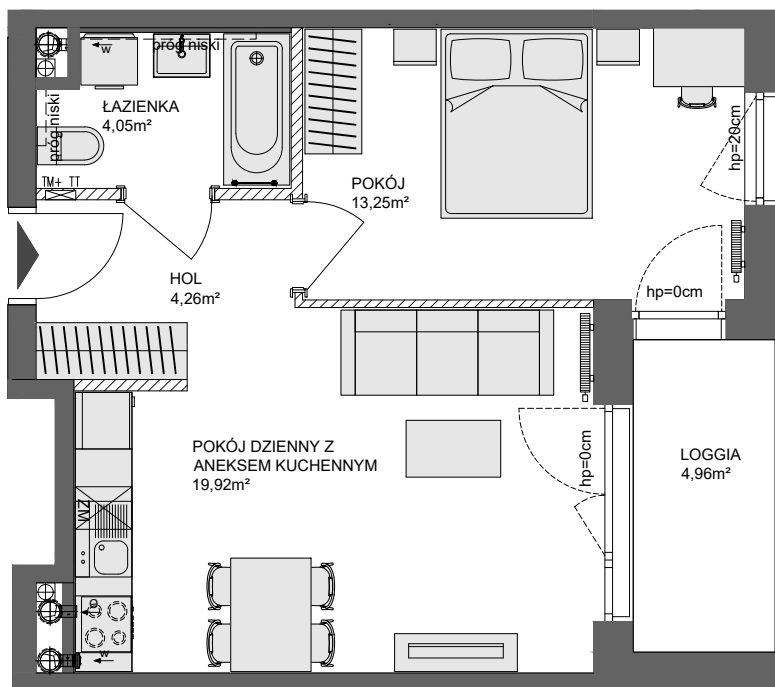 w
próg niski
ŁAZIENKA
4,05m²
próg niski
TM+ TT
POKÓJ
13,25m²
hp=20cm
HOL
4,26m²
hp=0cm
POKÓJ DZIENNY Z
ANEKSEM KUCHENNYM
19,92m²
hp=0cm
LOGGIA
4,96m²
ZM
w